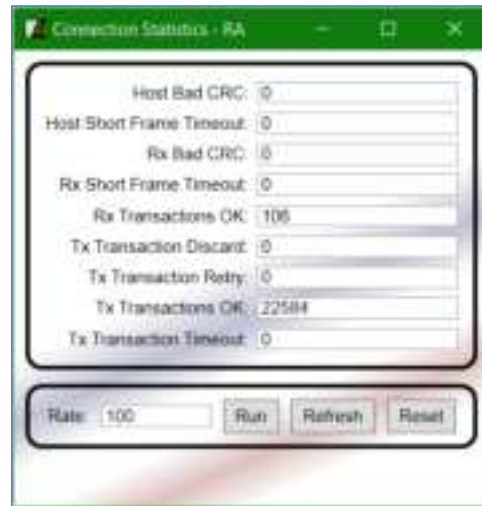 Connection Statistics - RA
Host Bad CRC: 0
Host Short Frame Timeout: 0
Rx Bad CRC: 0
Rx Short Frame Timeout: 0
Rx Transactions OK: 106
Tx Transaction Discard: 0
Tx Transaction Retry: 0
Tx Transactions OK: 22584
Tx Transaction Timeout: 0
Rate: 100 Run Refresh Reset